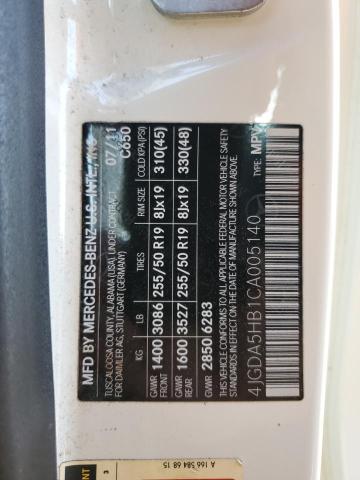 MFD BY MERCEDES-BENZ U.S. INTL., INC 07/11
TUSCALOOSA COUNTY, ALABAMA (USA), UNDER CONTRACT C650
FOR DAIMLER AG, STUTTGART (GERMANY)
KG LB TIRES RIM SIZE COLD KPA(PSI)
GAWR FRONT 1400 3086 255/50 R19 8Jx19 310(45)
GAWR REAR 1600 3527 255/50 R19 8Jx19 330(48)
GVWR 2850 6283
THIS VEHICLE CONFORMS TO ALL APPLICABLE FEDERAL MOTOR VEHICLE SAFETY
STANDARDS IN EFFECT ON THE DATE OF MANUFACTURE SHOWN ABOVE
4JGDA5HB1CA005140 TYPE: MPV
A 166 584 68 15
3